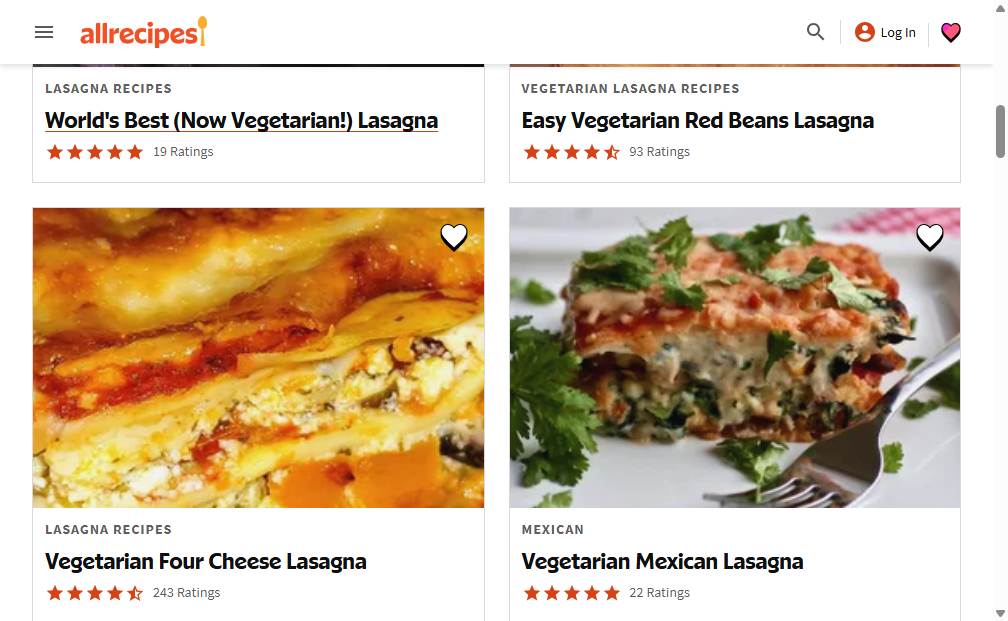 allrecipes
Log In
LASAGNA RECIPES
World's Best (Now Vegetarian!) Lasagna
19 Ratings
VEGETARIAN LASAGNA RECIPES
Easy Vegetarian Red Beans Lasagna
93 Ratings
LASAGNA RECIPES
Vegetarian Four Cheese Lasagna
243 Ratings
MEXICAN
Vegetarian Mexican Lasagna
22 Ratings